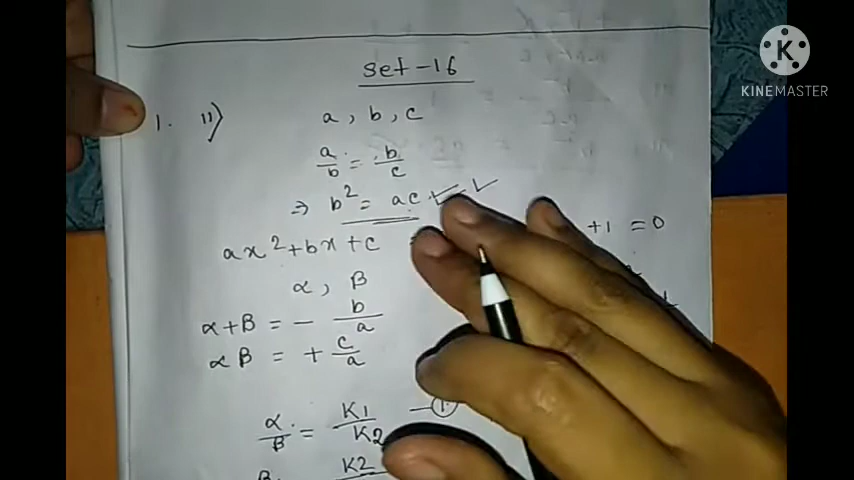 set-16
KINEMASTER
1. ii) a, b, c
a/b = b/c
⇒ b² = ac ✓ ✓
+1 = 0
ax² + bx + c
α, β
α+β = - b/a
αβ = + c/a
α/β = K1/K2 — ①
β K2